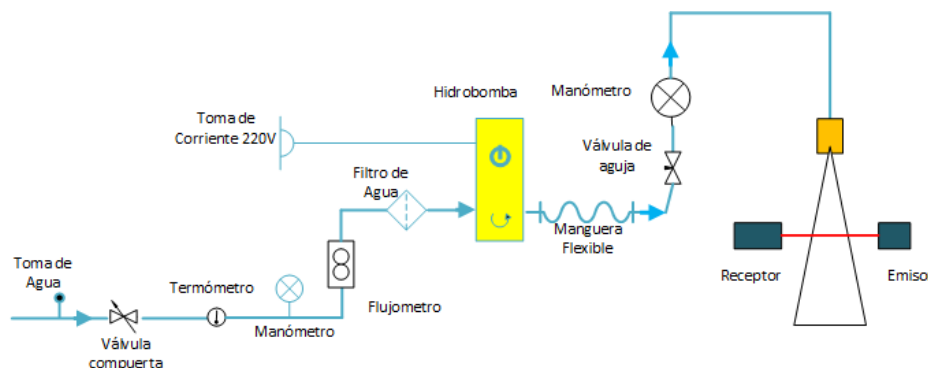 Toma de
Agua
Válvula
compuerta
Termómetro
Manómetro
Flujometro
Filtro de
Agua
Toma de
Corriente 220V
Hidrobomba
Manguera
Flexible
Válvula de
aguja
Manómetro
Receptor
Emiso